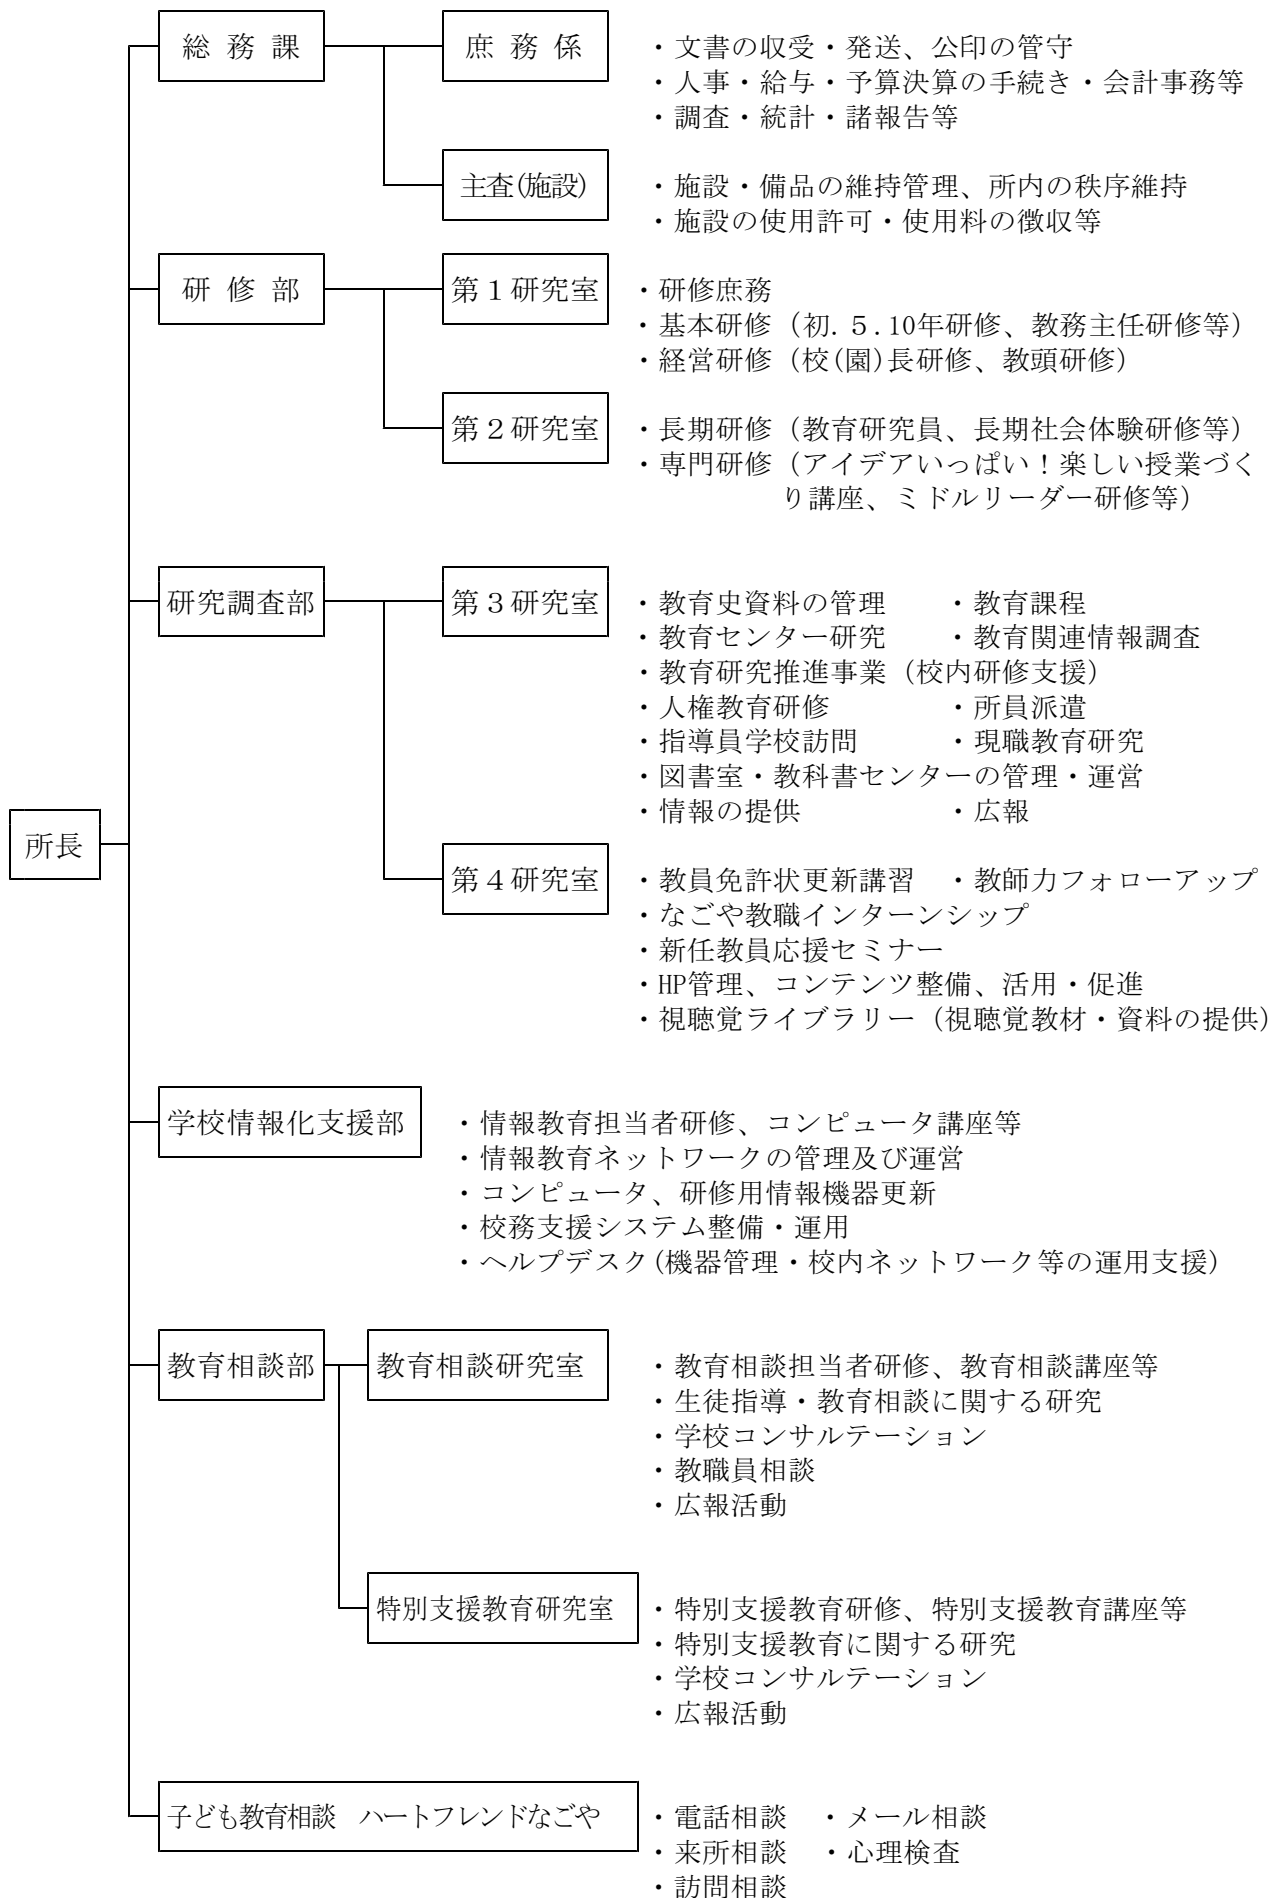 総務課
庶務係
・文書の収受・発送、公印の管守
・人事・給与・予算決算の手続き・会計事務等
・調査・統計・諸報告等
主査(施設)
・施設・備品の維持管理、所内の秩序維持
・施設の使用許可・使用料の徴収等
研修部
第1研究室
・研修庶務
・基本研修（初.５.10年研修、教務主任研修等）
・経営研修（校(園)長研修、教頭研修）
第２研究室
・長期研修（教育研究員、長期社会体験研修等）
・専門研修（アイデアいっぱい！楽しい授業づく
り講座、ミドルリーダー研修等）
研究調査部
第３研究室
・教育史資料の管理　・教育課程
・教育センター研究　・教育関連情報調査
・教育研究推進事業（校内研修支援）
・人権教育研修　・所員派遣
・指導員学校訪問　・現職教育研究
・図書室・教科書センターの管理・運営
・情報の提供　・広報
所長
第４研究室
・教員免許状更新講習　・教師力フォローアップ
・なごや教職インターンシップ
・新任教員応援セミナー
・HP管理、コンテンツ整備、活用・促進
・視聴覚ライブラリー（視聴覚教材・資料の提供）
学校情報化支援部
・情報教育担当者研修、コンピュータ講座等
・情報教育ネットワークの管理及び運営
・コンピュータ、研修用情報機器更新
・校務支援システム整備・運用
・ヘルプデスク(機器管理・校内ネットワーク等の運用支援)
教育相談部
教育相談研究室
・教育相談担当者研修、教育相談講座等
・生徒指導・教育相談に関する研究
・学校コンサルテーション
・教職員相談
・広報活動
特別支援教育研究室
・特別支援教育研修、特別支援教育講座等
・特別支援教育に関する研究
・学校コンサルテーション
・広報活動
子ども教育相談　ハートフレンドなごや
・電話相談　・メール相談
・来所相談　・心理検査
・訪問相談